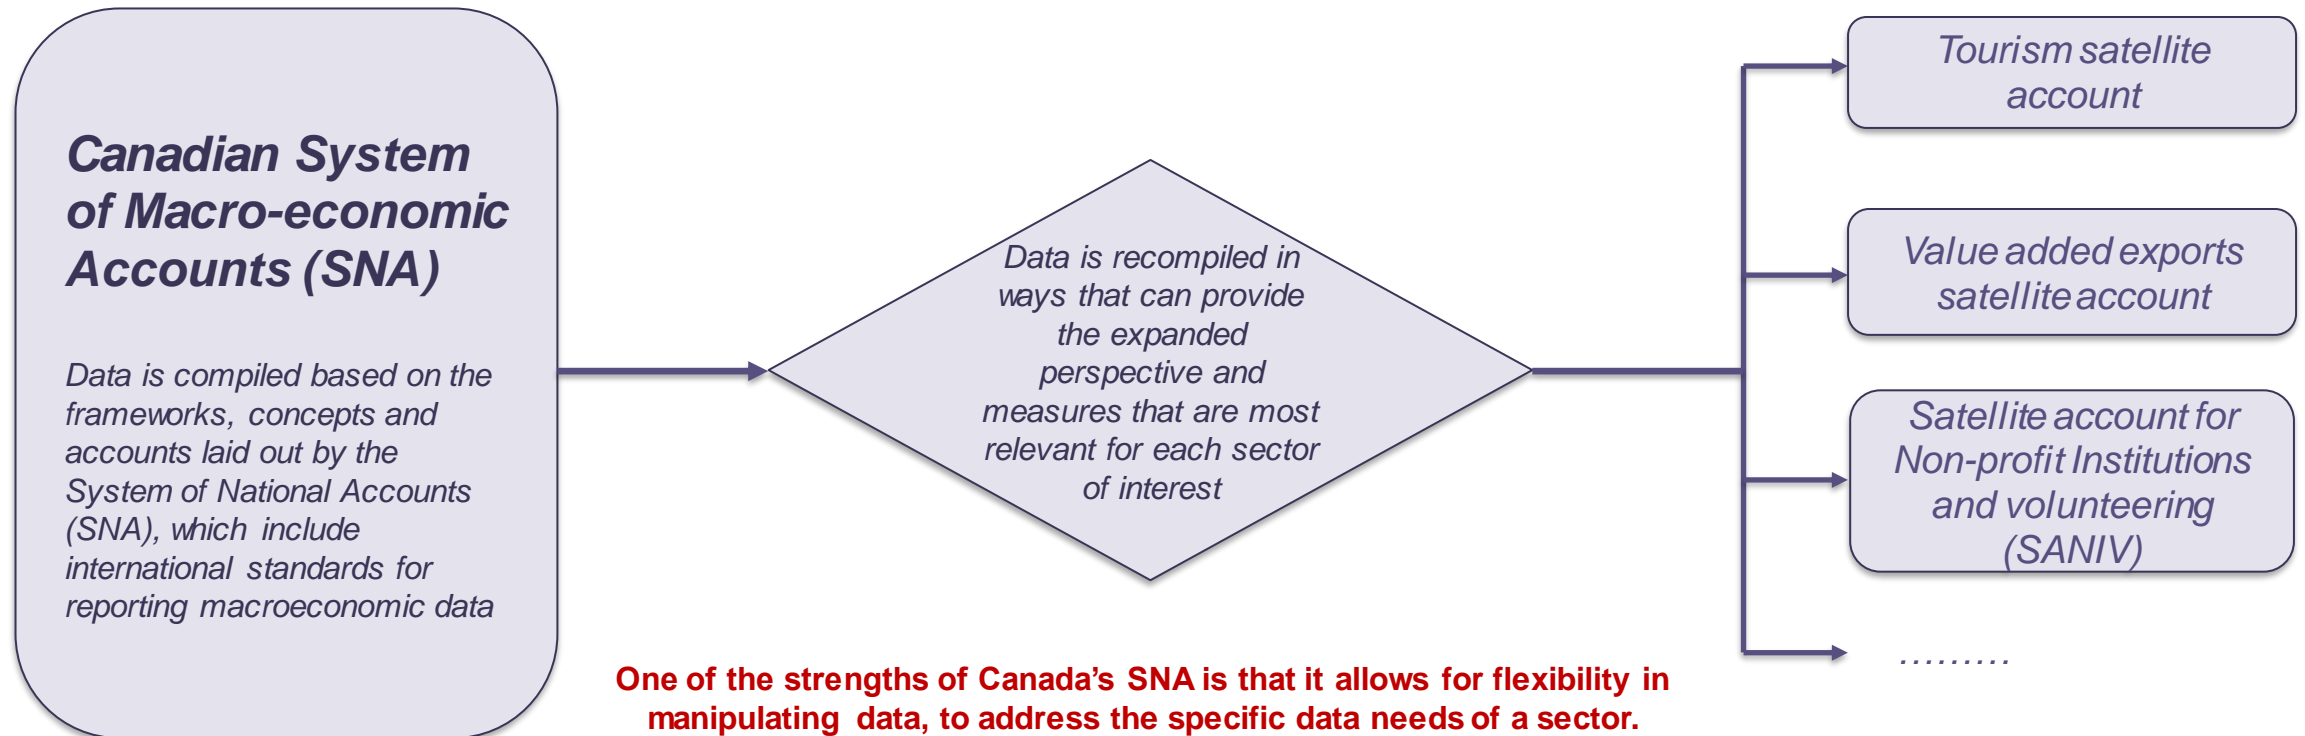 Canadian System
of Macro-economic
Accounts (SNA)
Data is compiled based on the
frameworks, concepts and
accounts laid out by the
System of National Accounts
(SNA), which include
international standards for
reporting macroeconomic data
Data is recompiled in
ways that can provide
the expanded
perspective and
measures that are most
relevant for each sector
of interest
Tourism satellite
account
Value added exports
satellite account
Satellite account for
Non-profit Institutions
and volunteering
(SANIV)
………
One of the strengths of Canada’s SNA is that it allows for flexibility in
manipulating data, to address the specific data needs of a sector.